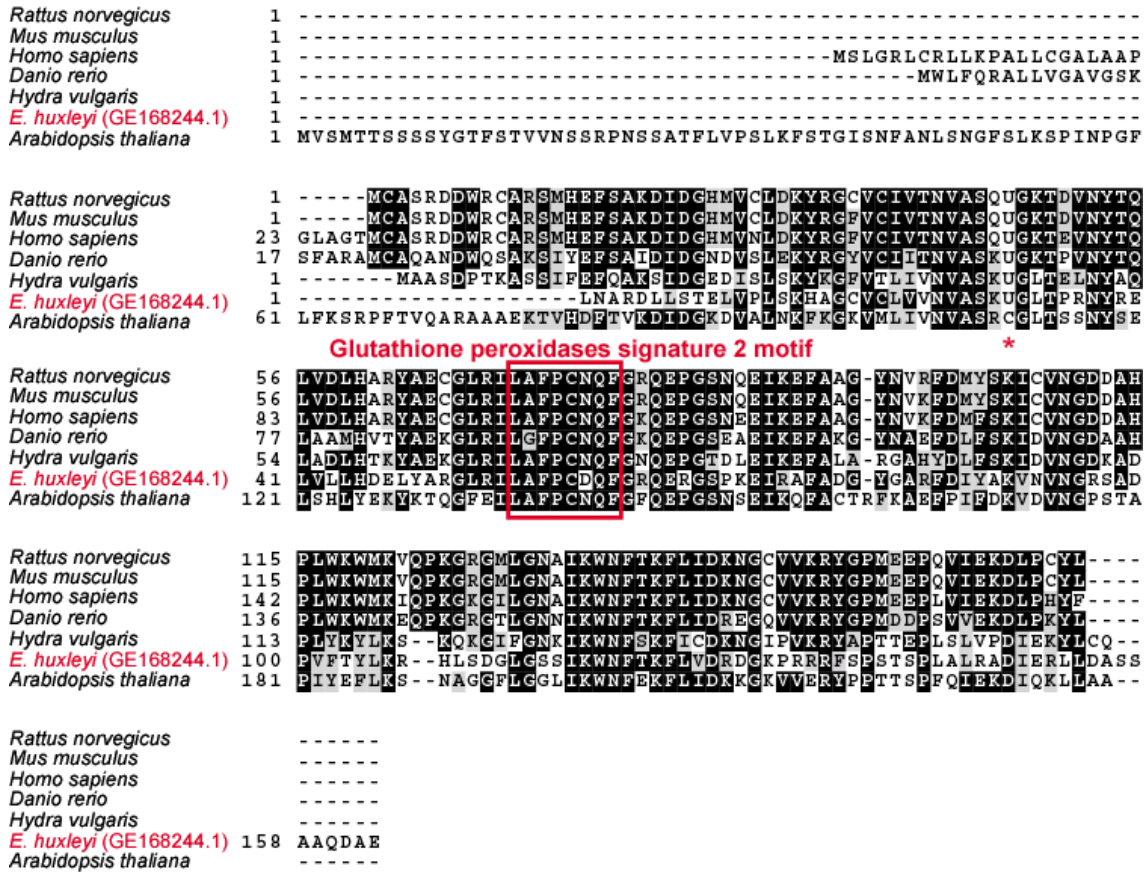 Rattus norvegicus 1 ------------------------------------------------------------
Mus musculus 1 ------------------------------------------------------------
Homo sapiens 1 --------------------------------------MSLGRLCRLLKPALLCGALAAP
Danio rerio 1 --------------------------------------------MWLFQRALLVGAVGSK
Hydra vulgaris 1 ------------------------------------------------------------
E. huxleyi (GE168244.1) 1 ------------------------------------------------------------
Arabidopsis thaliana 1 MVSMTTSSSSYGTFSTVVNSSRPNSSATFLVPSLKFSTGISNFANLSNGFSLKSPINPGF
Rattus norvegicus 1 -----MCASRDDWRCARSMHEFSAKDIDGHMVCLDKYRGCVCIVTNVASQUGKTDVNYTQ
Mus musculus 1 -----MCASRDDWRCARSMHEFSAKDIDGHMVCLDKYRGFVCIVTNVASQUGKTDVNYTQ
Homo sapiens 23 GLAGTMCASRDDWRCARSMHEFSAKDIDGHMVNLDKYRGFVCIVTNVASQUGKTEVNYTQ
Danio rerio 17 SFARAMCAQANDWQSAKSIYEFSAIDIDGNDVSLEKYRGYVCIITNVASKUGKTPVNYTQ
Hydra vulgaris 1 -------MAASDPTKASSIFEFQAKSIDGEDISLSKYKGFVTLIVNVASKUGLTELNYAQ
E. huxleyi (GE168244.1) 1 --------------------LNARDLLSTELVPLSKHAGCVCLVVNVASKUGLTPRNYRE
Arabidopsis thaliana 61 LFKSRPFTVQARAAAEKTVHDFTVKDIDGKDVALNKFKGKVMLIVNVASRCGLTSSNYSE
Glutathione peroxidases signature 2 motif *
Rattus norvegicus 56 LVDLHARYAECGLRILAFPCNQFGRQEPGSNQEIKEFAAG-YNVRFDMYSKICVNGDDAH
Mus musculus 56 LVDLHARYAECGLRILAFPCNQFGRQEPGSNQEIKEFAAG-YNVKFDMYSKICVNGDDAH
Homo sapiens 83 LVDLHARYAECGLRILAFPCNQFGKQEPGSNEEIKEFAAG-YNVKFDMFSKICVNGDDAH
Danio rerio 77 LAAMHVTYAEKGLRILGFPCNQFGKQEPGSEAEIKEFAKG-YNAEFDLFSKIDVNGDAAH
Hydra vulgaris 54 LADLHTKYAEKGLRILAFPCNQFGNQEPGTDLEIKEFALA-RGAHYDLFSKIDVNGDKAD
E. huxleyi (GE168244.1) 41 LVLLHDELYARGLRILAFPCDQFGRQERGSPKEIRAFADG-YGARFDIYAKVNVNGRSAD
Arabidopsis thaliana 121 LSHLYEKYKTQGFEILAFPCNQFGFQEPGSNSEIKQFACTRFKAEFPIFDKVDVNGPSTA
Rattus norvegicus 115 PLWKWMKVQPKGRGMLGNAIKWNFTKFLIDKNGCVVKRYGPMEEPQVIEKDLPCYL----
Mus musculus 115 PLWKWMKVQPKGRGMLGNAIKWNFTKFLIDKNGCVVKRYGPMEEPQVIEKDLPCYL----
Homo sapiens 142 PLWKWMKIQPKGKGILGNAIKWNFTKFLIDKNGCVVKRYGPMEEPLVIEKDLPHYF----
Danio rerio 136 PLWKWMKEQPKGRGTLGNNIKWNFTKFLIDREGQVVKRYGPMDDPSVVEKDLPKYL----
Hydra vulgaris 113 PLYKYLKS--KQKGIFGNKIKWNFSKFICDKNGIPVKRYAPTTEPLSLVPDIEKYLCQ--
E. huxleyi (GE168244.1) 100 PVFTYLKR--HLSDGLGSSIKWNFTKFLVDRDGKPRRRFSPSTSPLALRADIERLLDASS
Arabidopsis thaliana 181 PIYEFLKS--NAGGFLGGLIKWNFEKFLIDKKGKVVERYPPTTSPFQIEKDIQKLLAA--
Rattus norvegicus ------
Mus musculus ------
Homo sapiens ------
Danio rerio ------
Hydra vulgaris ------
E. huxleyi (GE168244.1) 158 AAQDAE
Arabidopsis thaliana ------